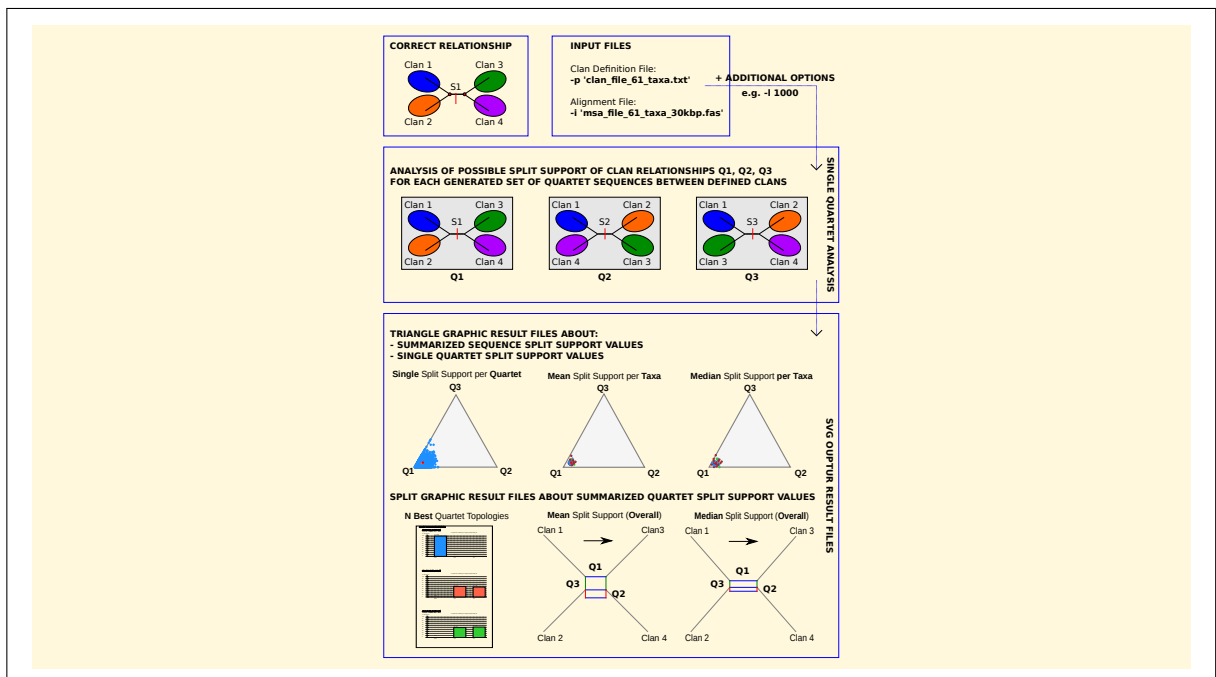 CORRECT RELATIONSHIP
Clan 1
Clan 3
S1
Clan 2
Clan 4
INPUT FILES
Clan Definition File:
-p 'clan_file_61_taxa.txt'
Alignment File:
-i 'msa_file_61_taxa_30kbp.fas'
+ ADDITIONAL OPTIONS
e.g. -l 1000
SINGLE QUARTET ANALYSIS
ANALYSIS OF POSSIBLE SPLIT SUPPORT OF CLAN RELATIONSHIPS Q1, Q2, Q3
FOR EACH GENERATED SET OF QUARTET SEQUENCES BETWEEN DEFINED CLANS
Clan 1
Clan 3
S1
Clan 2
Clan 4
Q1
Clan 1
Clan 2
S2
Clan 4
Clan 3
Q2
Clan 1
Clan 2
S3
Clan 3
Clan 4
Q3
TRIANGLE GRAPHIC RESULT FILES ABOUT:
- SUMMARIZED SEQUENCE SPLIT SUPPORT VALUES
- SINGLE QUARTET SPLIT SUPPORT VALUES
Single Split Support per Quartet
Q3
Q1
Q2
Mean Split Support per Taxa
Q3
Q1
Q2
Median Split Support per Taxa
Q3
Q1
Q2
SVG OUPTUR RESULT FILES
SPLIT GRAPHIC RESULT FILES ABOUT SUMMARIZED QUARTET SPLIT SUPPORT VALUES
N Best Quartet Topologies
Mean Split Support (Overall)
Clan 1
Clan3
Q1
Q3
Q2
Clan 2
Clan 4
Median Split Support (Overall)
Clan 1
Clan 3
Q1
Q3
Q2
Clan 2
Clan 4